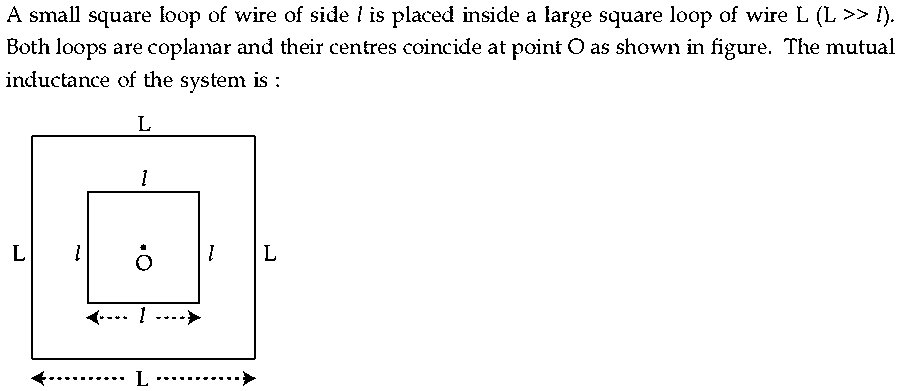 A small square loop of wire of side l is placed inside a large square loop of wire L (L >> l).
Both loops are coplanar and their centres coincide at point O as shown in figure. The mutual
inductance of the system is :
L
l
L l O l L
l
L